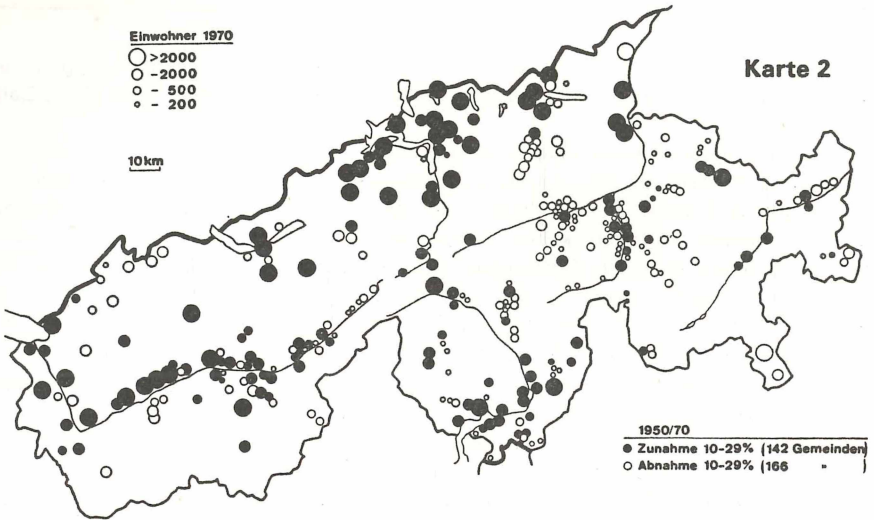 Einwohner 1970
>2000
- 2000
- 500
- 200
10 km
Karte 2
1950/70
● Zunahme 10-29% (142 Gemeinden)
○ Abnahme 10-29% (166 " )